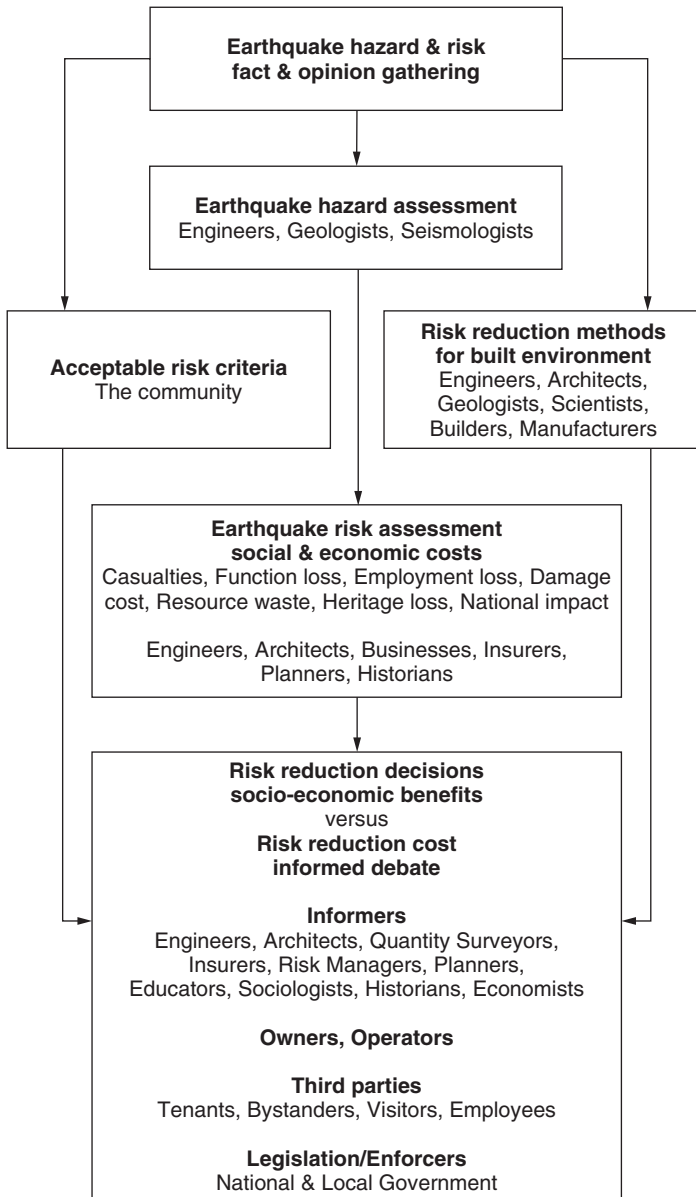 Earthquake hazard & risk
fact & opinion gathering
Earthquake hazard assessment
Engineers, Geologists, Seismologists
Acceptable risk criteria
The community
Risk reduction methods
for built environment
Engineers, Architects,
Geologists, Scientists,
Builders, Manufacturers
Earthquake risk assessment
social & economic costs
Casualties, Function loss, Employment loss, Damage
cost, Resource waste, Heritage loss, National impact
Engineers, Architects, Businesses, Insurers,
Planners, Historians
Risk reduction decisions
socio-economic benefits
versus
Risk reduction cost
informed debate
Informers
Engineers, Architects, Quantity Surveyors,
Insurers, Risk Managers, Planners,
Educators, Sociologists, Historians, Economists
Owners, Operators
Third parties
Tenants, Bystanders, Visitors, Employees
Legislation/Enforcers
National & Local Government